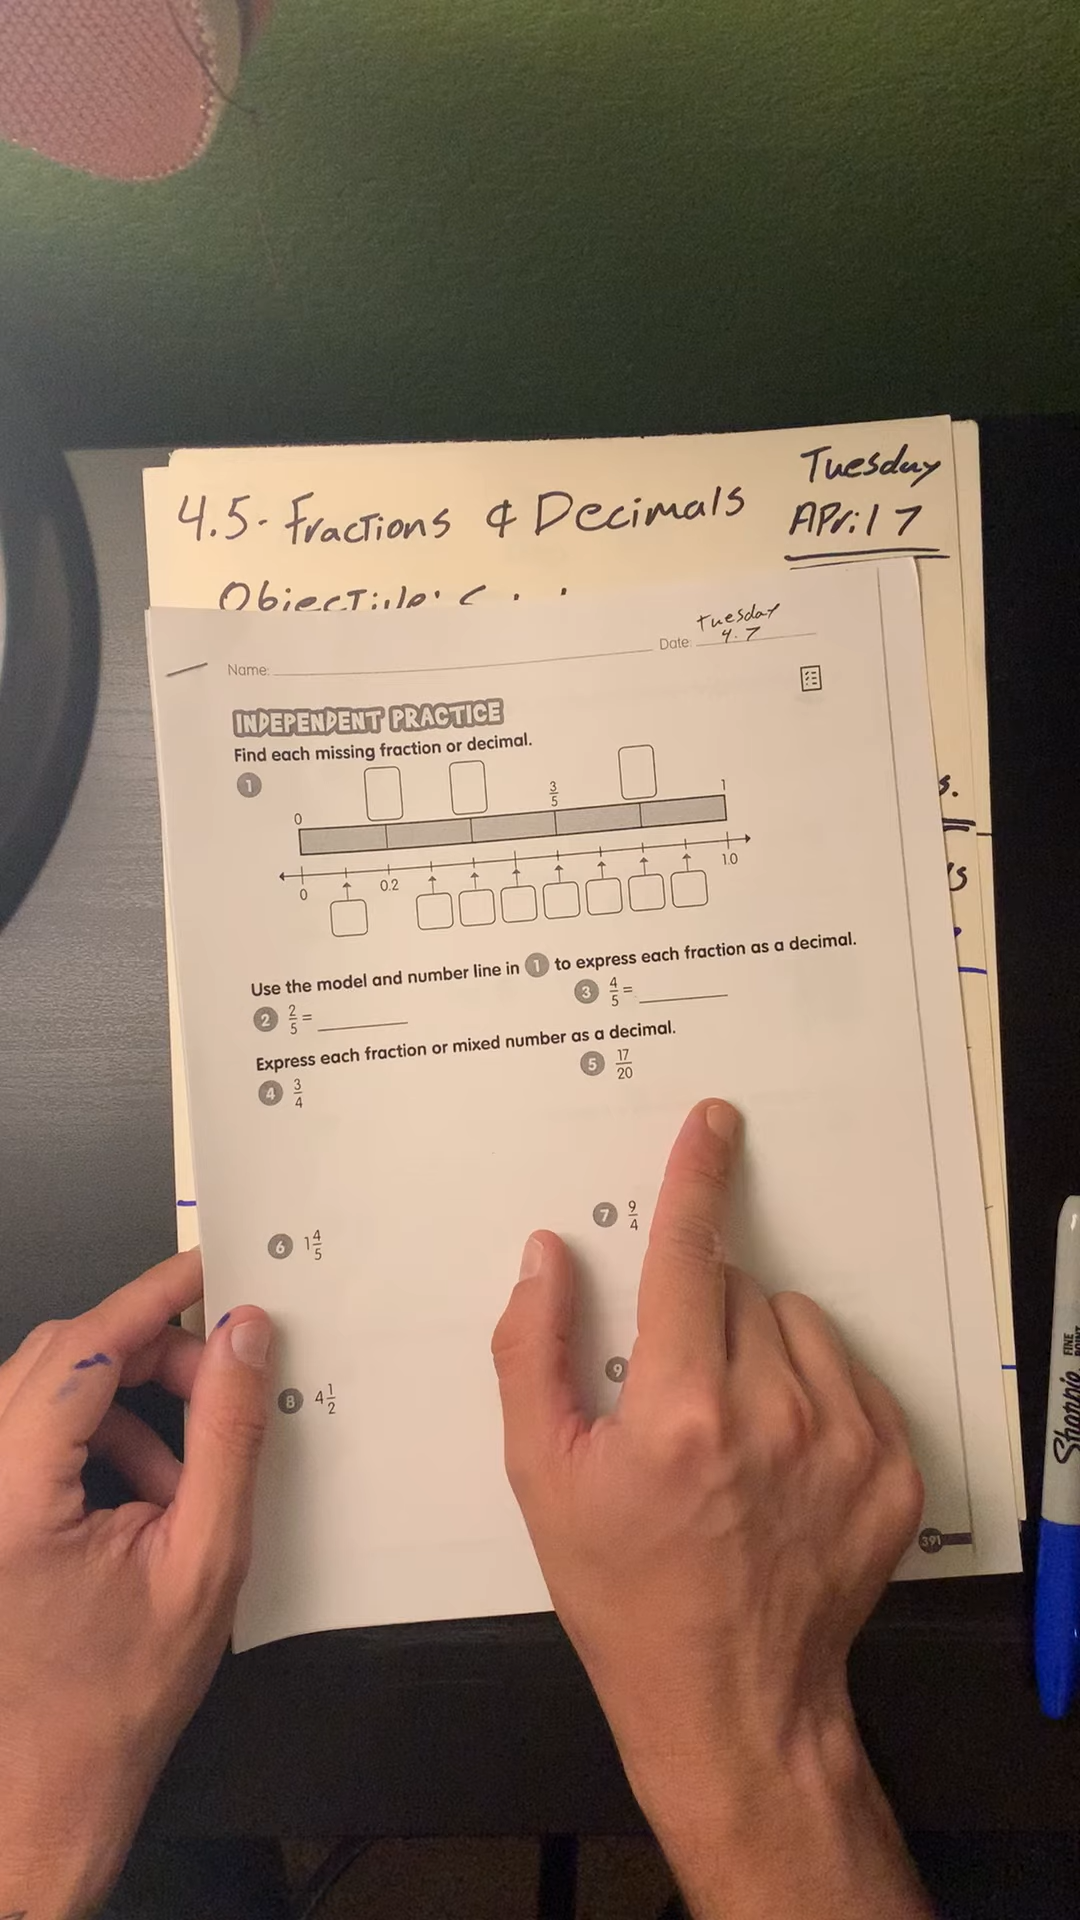 Tuesday
4.5. Fractions & Decimals
April 7
Tuesday
Name: Date: 4.7
INDEPENDENT PRACTICE
Find each missing fraction or decimal.
1
0 3/5 1
0 0.2 1.0
Use the model and number line in 1 to express each fraction as a decimal.
2 2/5 = ________ 3 4/5 = ________
Express each fraction or mixed number as a decimal.
4 3/4 5 17/20
6 1 4/5 7 9/4
8 4 1/2 9
391
Sharpie
FINE